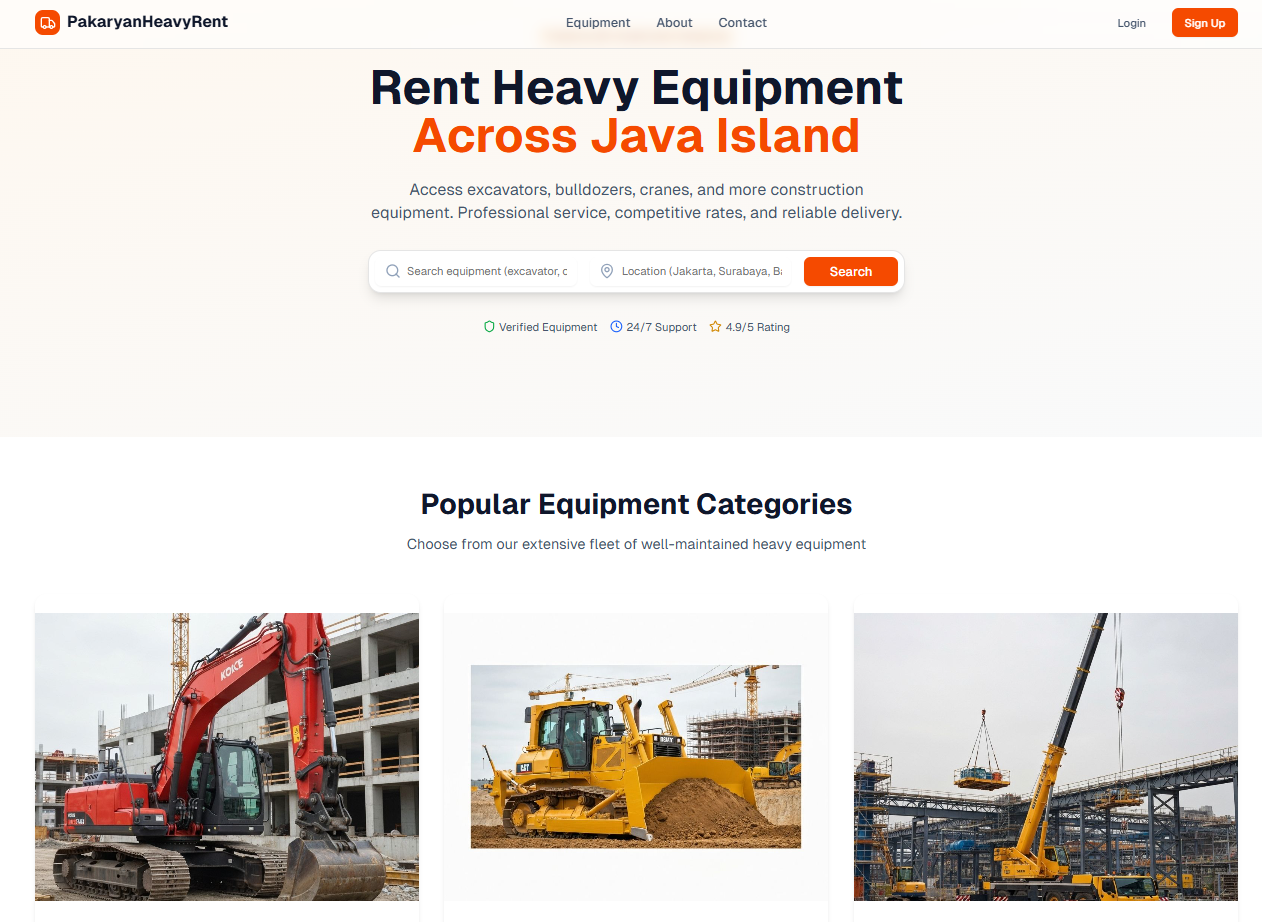 PakaryanHeavyRent
Equipment About Contact
Login
Sign Up
Rent Heavy Equipment
Across Java Island
Access excavators, bulldozers, cranes, and more construction
equipment. Professional service, competitive rates, and reliable delivery.
Search equipment (excavator, c
Location (Jakarta, Surabaya, Ba
Search
Verified Equipment
24/7 Support
4.9/5 Rating
Popular Equipment Categories
Choose from our extensive fleet of well-maintained heavy equipment
KOICE
CAT